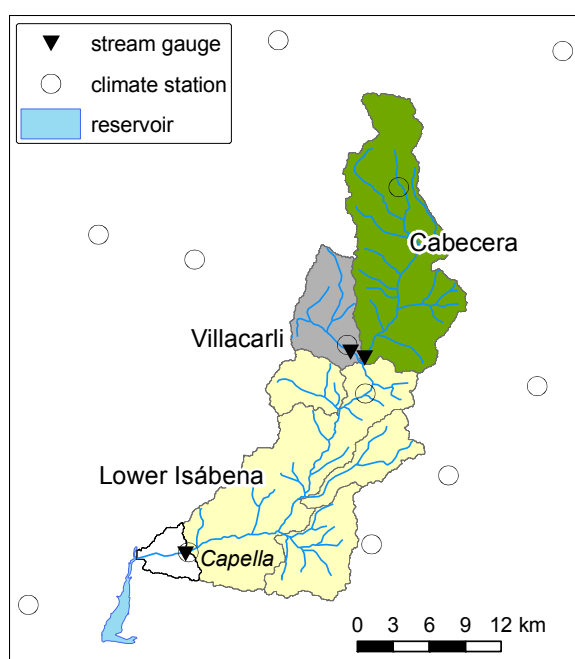 stream gauge
climate station
reservoir
Cabecera
Villacarli
Lower Isábena
Capella
0 3 6 9 12 km